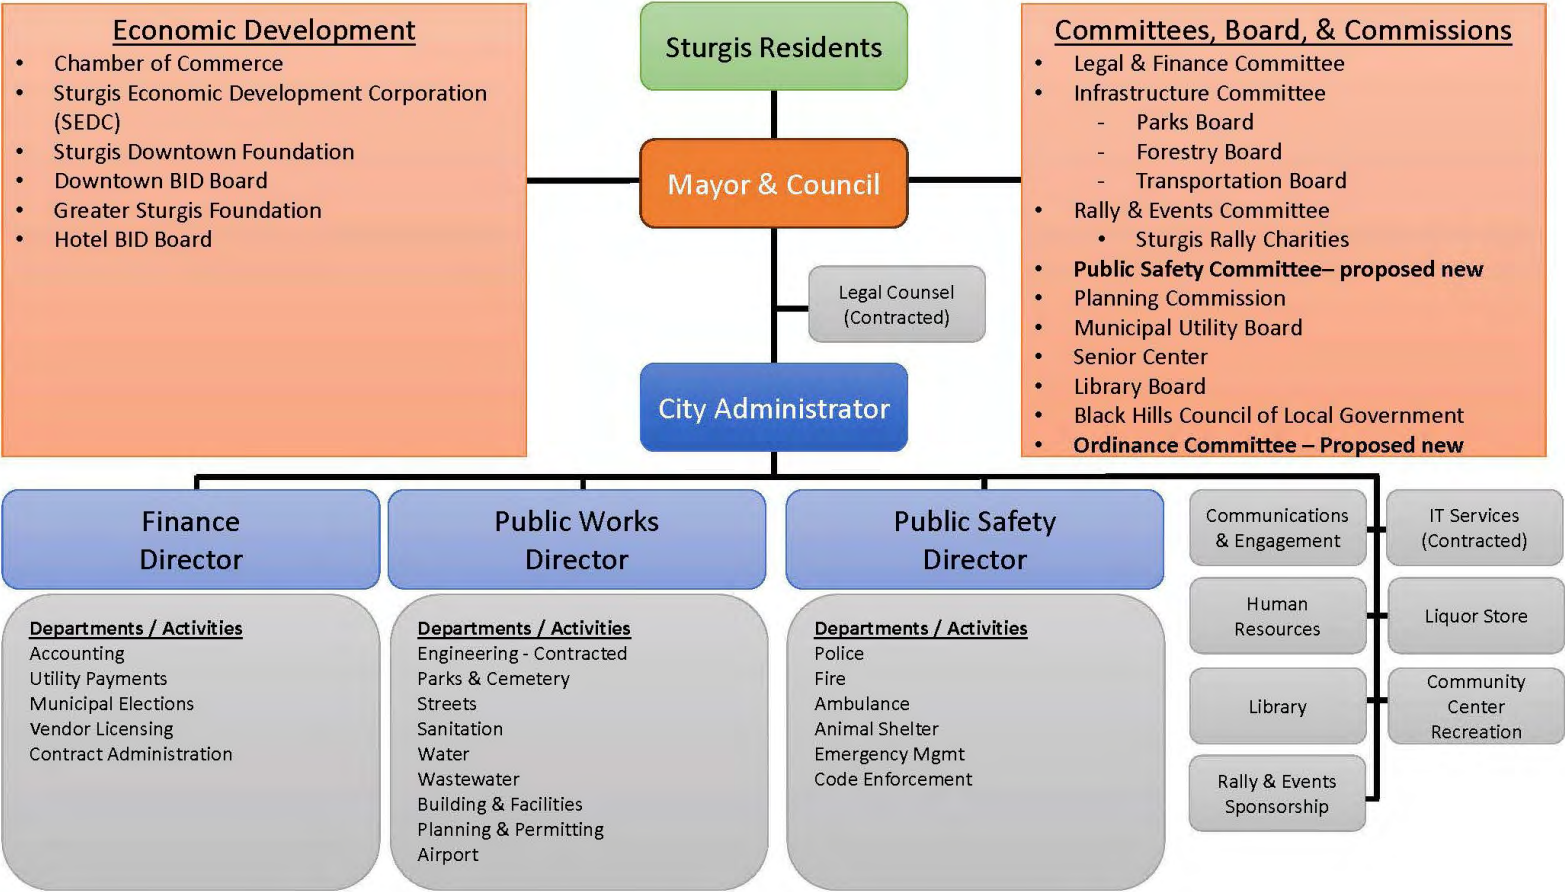 Economic Development
• Chamber of Commerce
• Sturgis Economic Development Corporation
(SEDC)
• Sturgis Downtown Foundation
• Downtown BID Board
• Greater Sturgis Foundation
• Hotel BID Board
Sturgis Residents
Mayor & Council
Legal Counsel
(Contracted)
City Administrator
Committees, Board, & Commissions
• Legal & Finance Committee
• Infrastructure Committee
- Parks Board
- Forestry Board
- Transportation Board
• Rally & Events Committee
• Sturgis Rally Charities
• Public Safety Committee– proposed new
• Planning Commission
• Municipal Utility Board
• Senior Center
• Library Board
• Black Hills Council of Local Government
• Ordinance Committee – Proposed new
Finance
Director
Departments / Activities
Accounting
Utility Payments
Municipal Elections
Vendor Licensing
Contract Administration
Public Works
Director
Departments / Activities
Engineering - Contracted
Parks & Cemetery
Streets
Sanitation
Water
Wastewater
Building & Facilities
Planning & Permitting
Airport
Public Safety
Director
Departments / Activities
Police
Fire
Ambulance
Animal Shelter
Emergency Mgmt
Code Enforcement
Communications
& Engagement
IT Services
(Contracted)
Human
Resources
Liquor Store
Library
Community
Center
Recreation
Rally & Events
Sponsorship